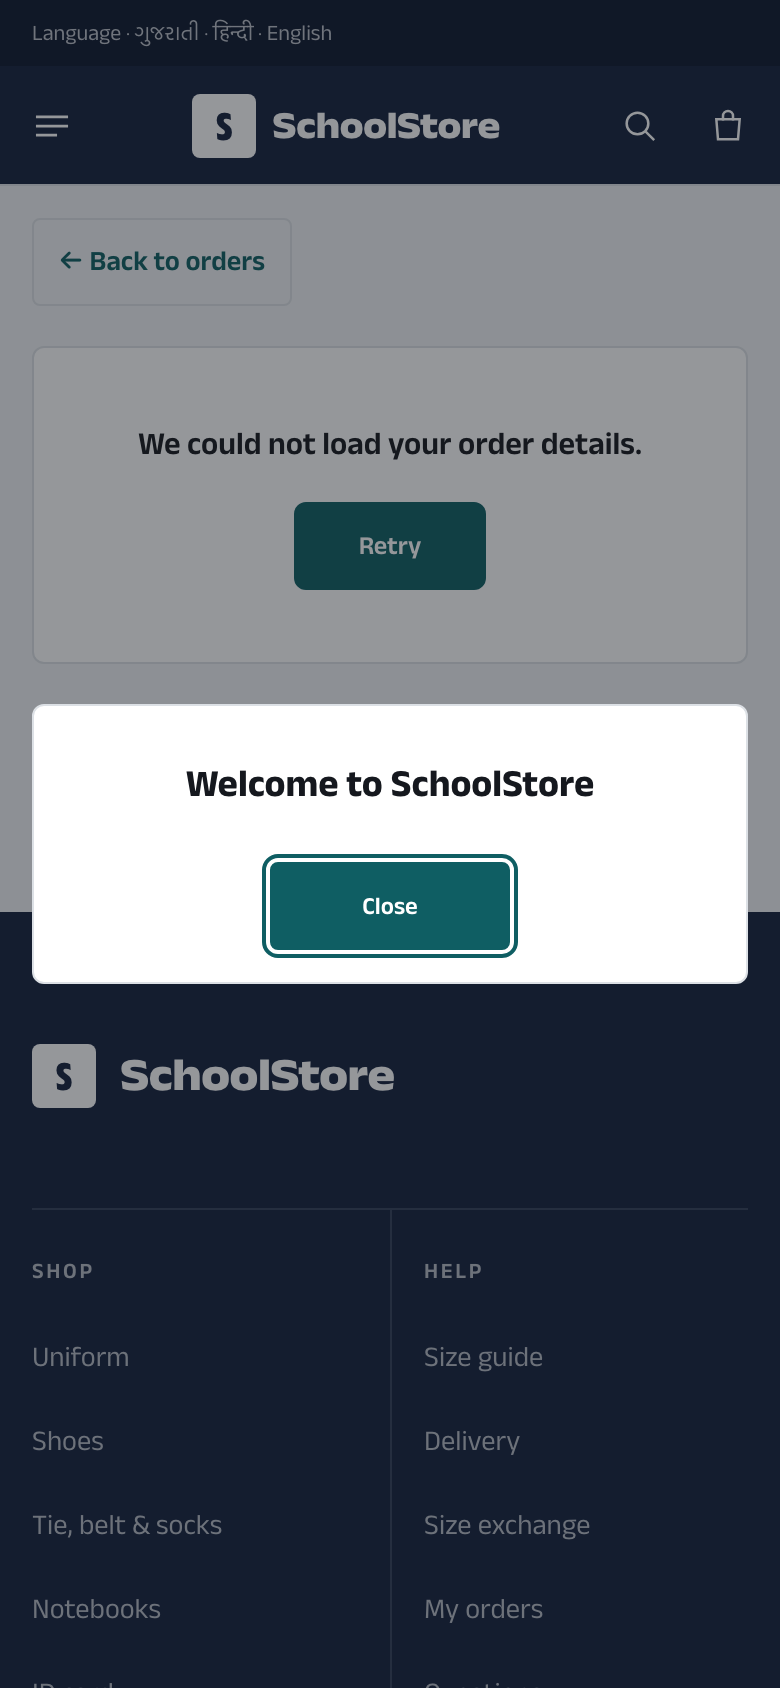 Language · ગુજરાતી · हिन्दी · English
S SchoolStore
← Back to orders
We could not load your order details.
Retry
Welcome to SchoolStore
Close
S SchoolStore
SHOP
HELP
Uniform
Size guide
Shoes
Delivery
Tie, belt & socks
Size exchange
Notebooks
My orders